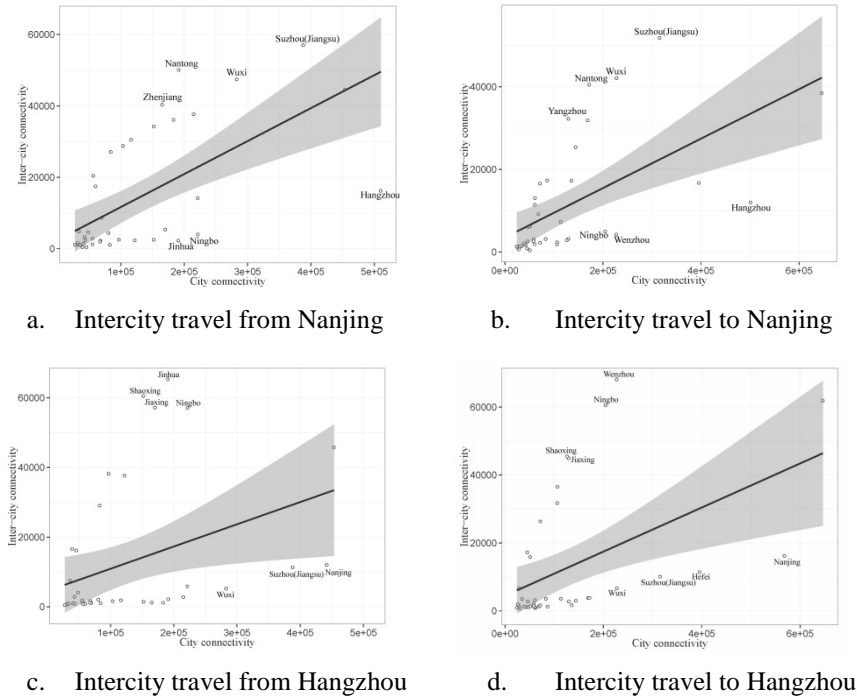 60000
40000
20000
0
Inter-city connectivity
Suzhou(Jiangsu)
Nantong
Wuxi
Zhenjiang
Hangzhou
Ningbo
Jinhua
1e+05 2e+05 3e+05 4e+05 5e+05
City connectivity
a. Intercity travel from Nanjing
40000
20000
0
Inter-city connectivity
Suzhou(Jiangsu)
Wuxi
Nantong
Yangzhou
Hangzhou
Ningbo
Wenzhou
0e+00 2e+05 4e+05 6e+05
City connectivity
b. Intercity travel to Nanjing
60000
40000
20000
0
Inter-city connectivity
Jinhua
Shaoxing
Jiaxing Ningbo
Suzhou(Jiangsu) Nanjing
Wuxi
1e+05 2e+05 3e+05 4e+05 5e+05
City connectivity
c. Intercity travel from Hangzhou
60000
40000
20000
0
Inter-city connectivity
Wenzhou
Ningbo
Shaoxing
Jiaxing
Nanjing
Hefei
Suzhou(Jiangsu)
Wuxi
0e+00 2e+05 4e+05 6e+05
City connectivity
d. Intercity travel to Hangzhou